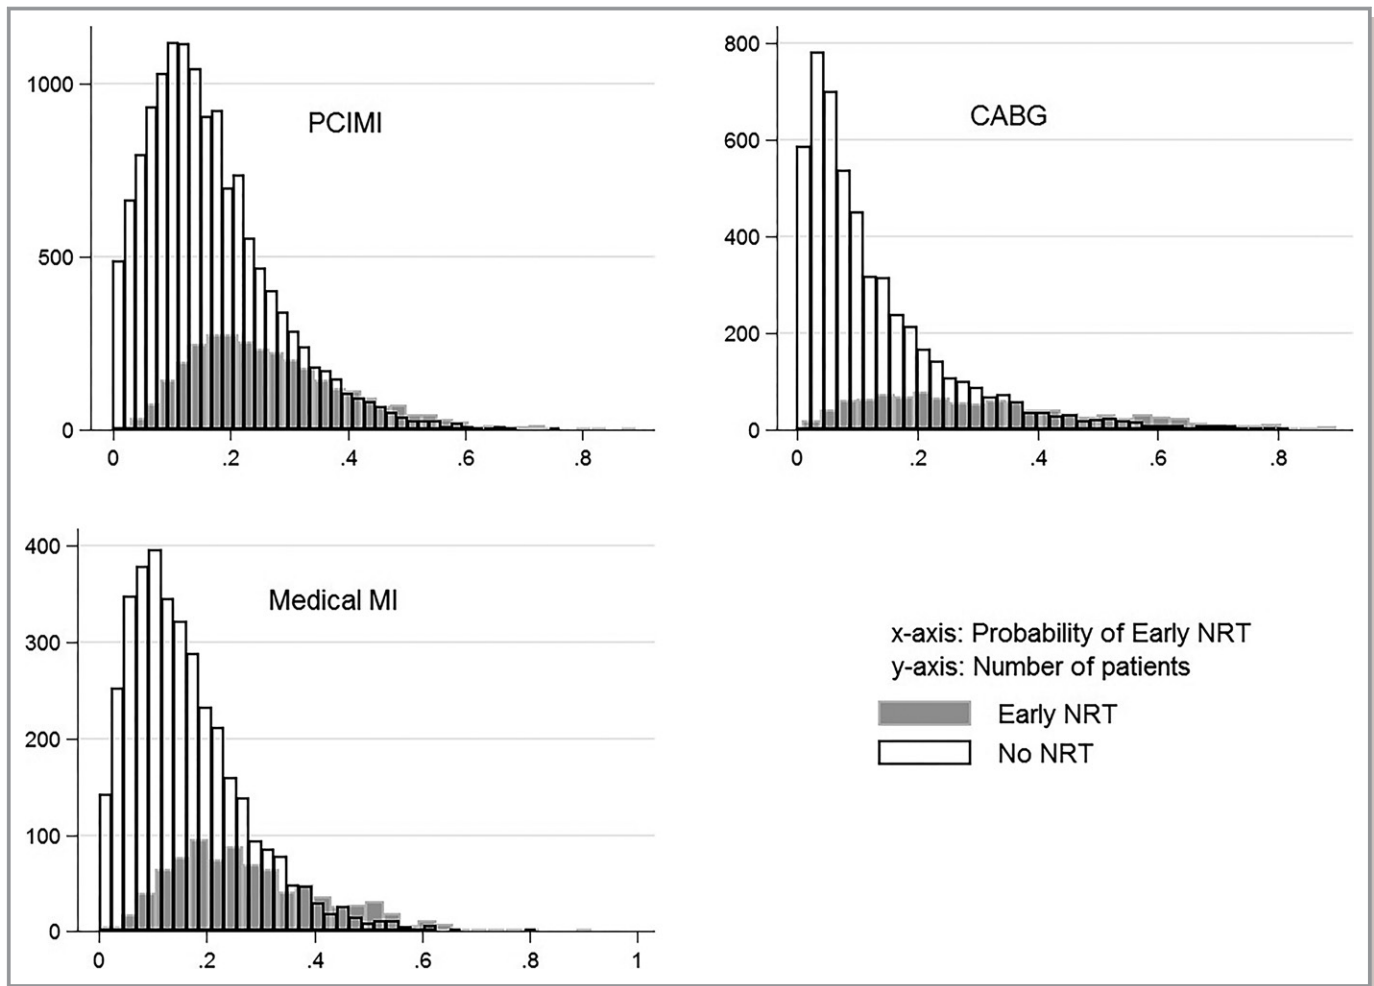 PCIMI
1000
500
0
0 .2 .4 .6 .8
CABG
800
600
400
200
0
0 .2 .4 .6 .8
Medical MI
400
300
200
100
0
0 .2 .4 .6 .8 1
x-axis: Probability of Early NRT
y-axis: Number of patients
Early NRT
No NRT